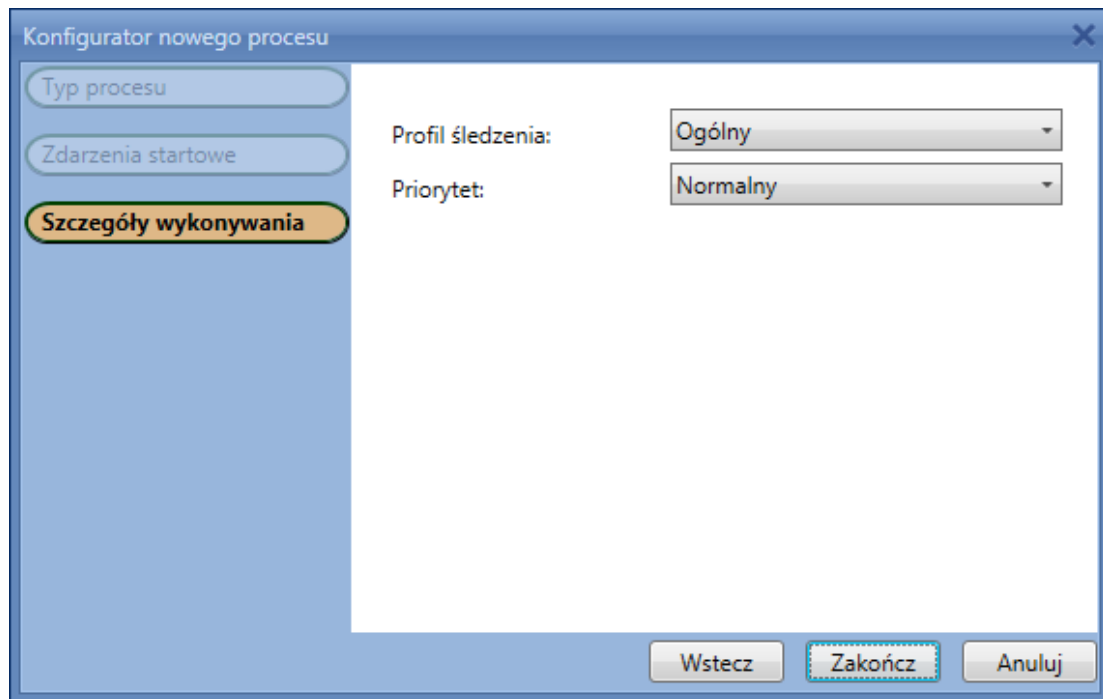 Konfigurator nowego procesu
Typ procesu
Zdarzenia startowe
Szczegóły wykonywania
Profil śledzenia: Ogólny
Priorytet: Normalny
Wstecz Zakończ Anuluj